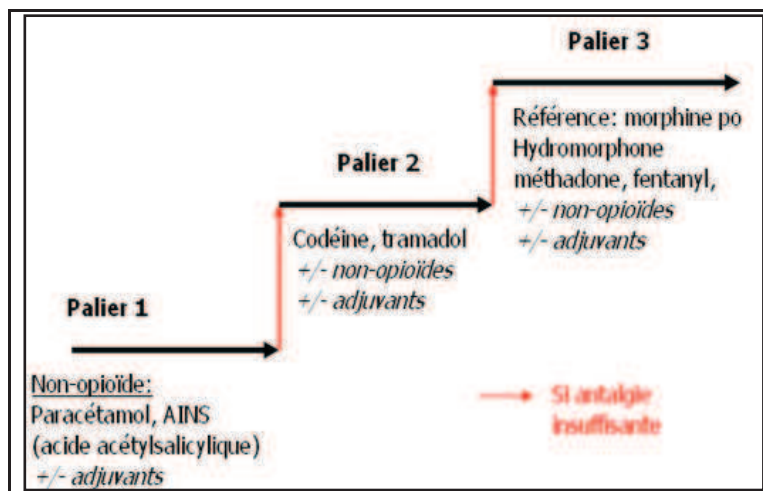 Palier 3
Référence: morphine po
Hydromorphone
méthadone, fentanyl,
+/- non-opioïdes
+/- adjuvants
Palier 2
Codéine, tramadol
+/- non-opioïdes
+/- adjuvants
Palier 1
Non-opioïde:
Paracétamol, AINS
(acide acétylsalicylique)
+/- adjuvants
Si antalgie
insuffisante